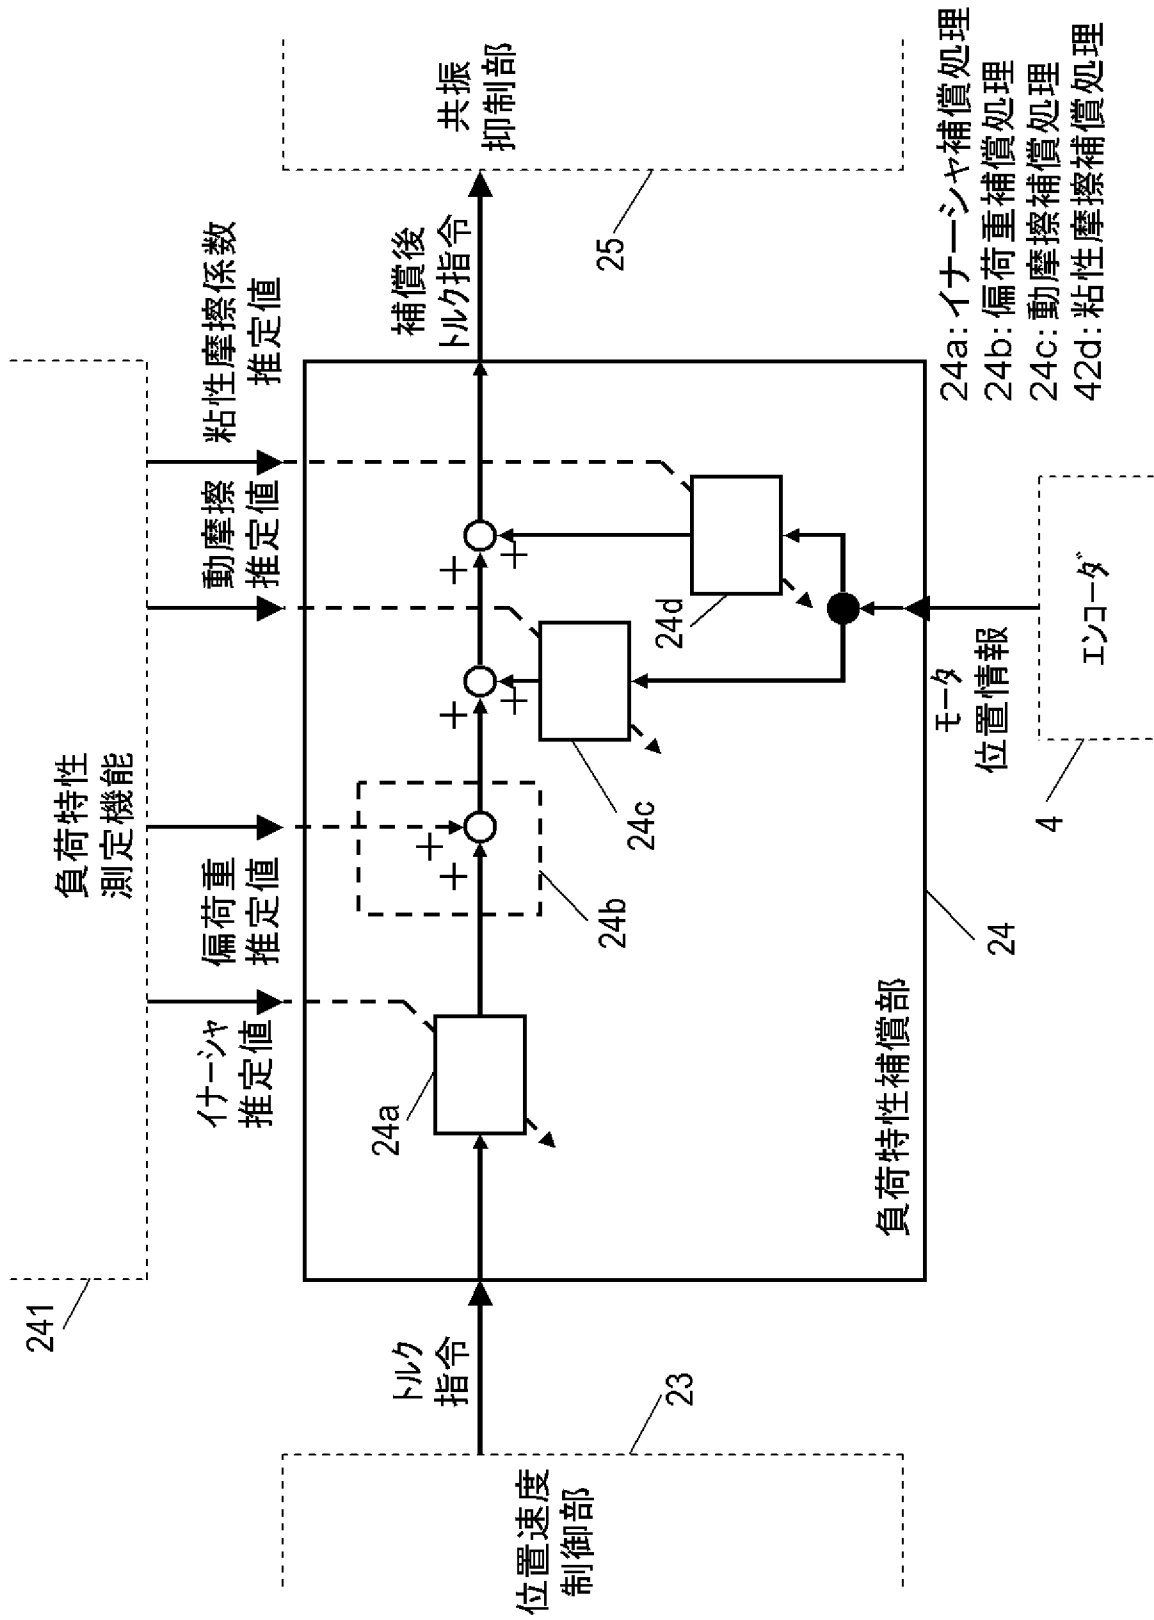 241
負荷特性
測定機能
イナーシャ
推定値
偏荷重
推定値
動摩擦
推定値
粘性摩擦係数
推定値
位置速度
制御部
23
トルク
指令
24a
24b
24c
24d
補償後
トルク指令
共振
抑制部
25
負荷特性補償部
24
モータ
位置情報
4
エンコーダ
24a:イナーシャ補償処理
24b:偏荷重補償処理
24c:動摩擦補償処理
42d:粘性摩擦補償処理